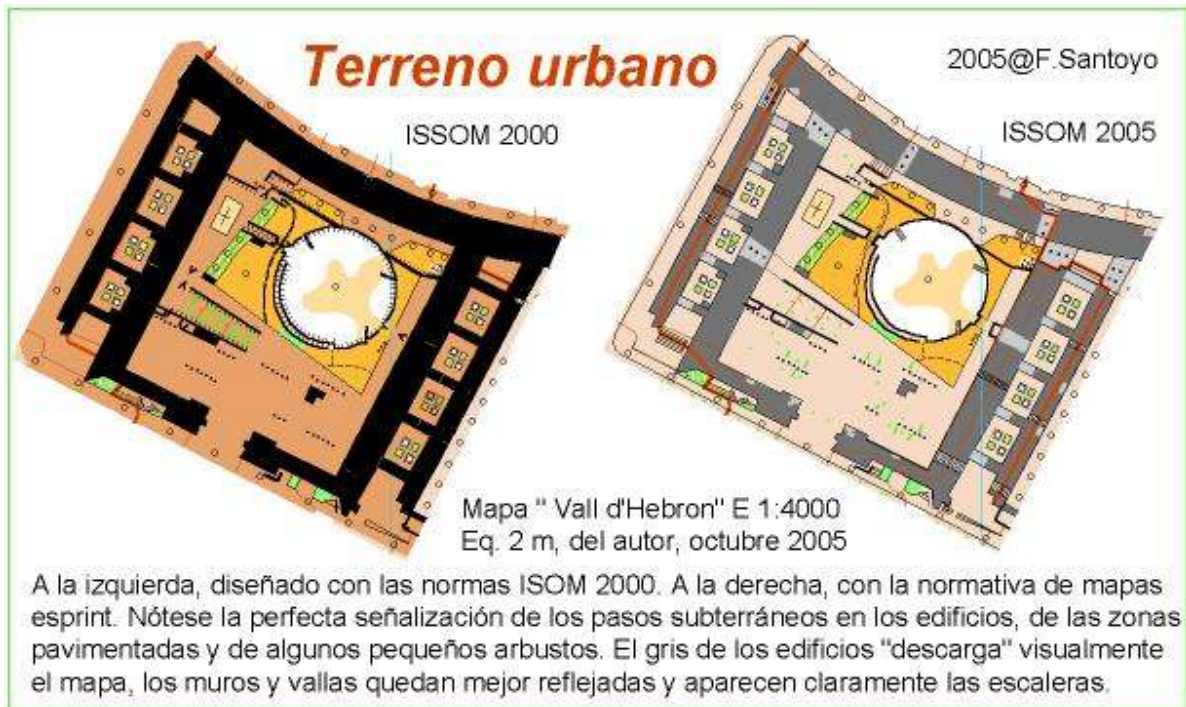 Terreno urbano
2005@F.Santoyo
ISSOM 2000
ISSOM 2005
Mapa " Vall d'Hebron" E 1:4000
Eq. 2 m, del autor, octubre 2005
A la izquierda, diseñado con las normas ISOM 2000. A la derecha, con la normativa de mapas
esprint. Nótese la perfecta señalización de los pasos subterráneos en los edificios, de las zonas
pavimentadas y de algunos pequeños arbustos. El gris de los edificios "descarga" visualmente
el mapa, los muros y vallas quedan mejor reflejadas y aparecen claramente las escaleras.